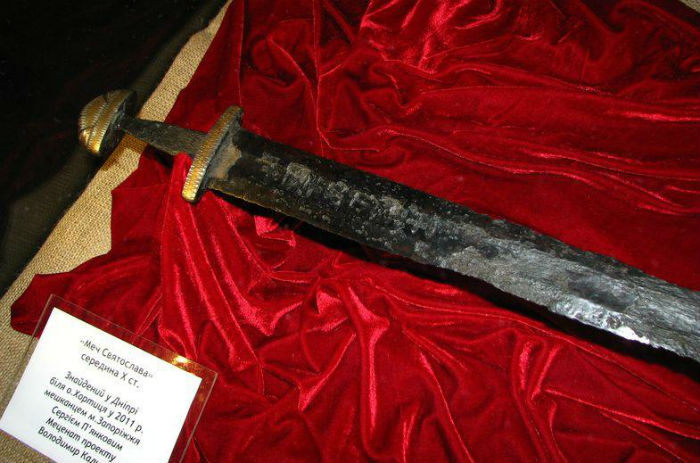 "Меч Святослава"
середина X ст.
Знайдений у Дніпрі
біля о.Хортиця у 2011 р.
мешканцем м.Запоріжжя
Сергієм П'янковим
Меценат проекту
Володимир